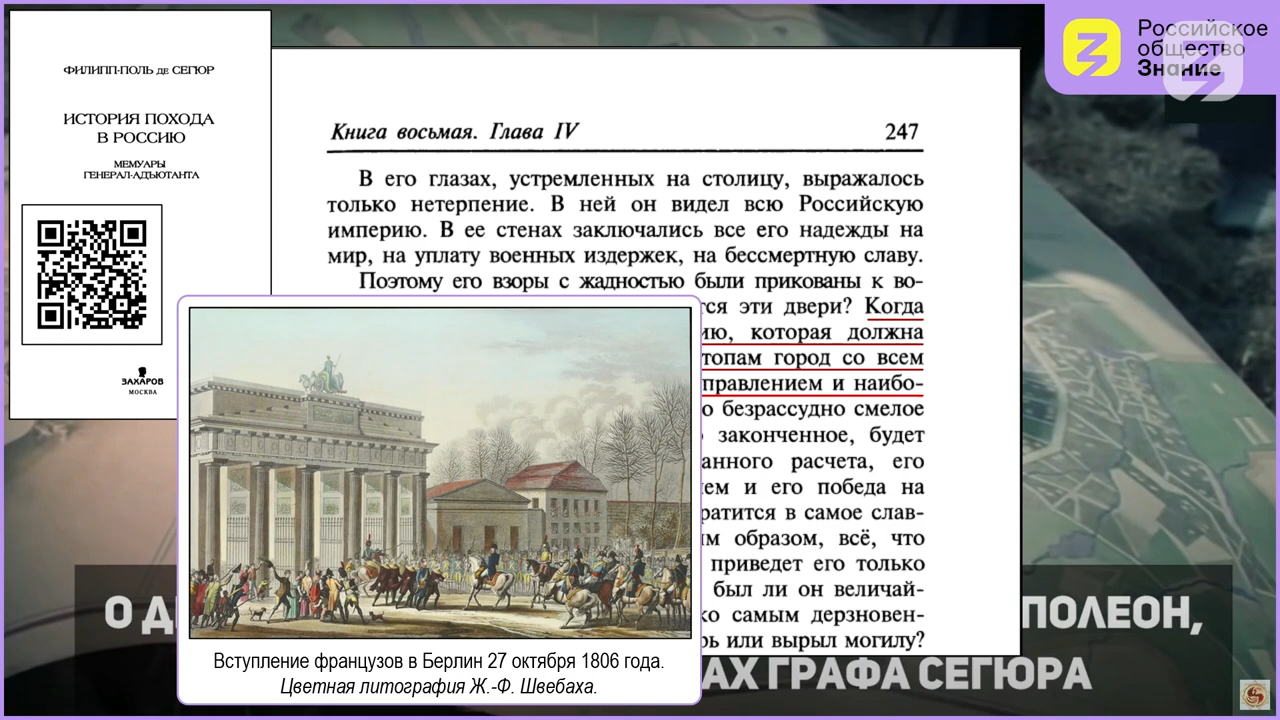 ФИЛИПП-ПОЛЬ ДЕ СЕГЮР
ИСТОРИЯ ПОХОДА
В РОССИЮ
МЕМУАРЫ
ГЕНЕРАЛ-АДЪЮТАНТА
ЗАХАРОВ
МОСКВА
Российское
общество
Знание
Книга восьмая. Глава IV 247
В его глазах, устремленных на столицу, выражалось
только нетерпение. В ней он видел всю Российскую
империю. В ее стенах заключались все его надежды на
мир, на уплату военных издержек, на бессмертную славу.
Поэтому его взоры с жадностью были прикованы к во-
тся эти двери? Когда
ию, которая должна
топам город со всем
правлением и наибо-
о безрассудно смелое
законченное, будет
анного расчета, его
ем и его победа на
ратится в самое слав-
м образом, всё, что
приведет его только
был ли он величай-
ко самым дерзновен-
рь или вырыл могилу?
Вступление французов в Берлин 27 октября 1806 года.
Цветная литография Ж.-Ф. Швебаха.
О Д ПОЛЕОН,
АХ ГРАФА СЕГЮРА